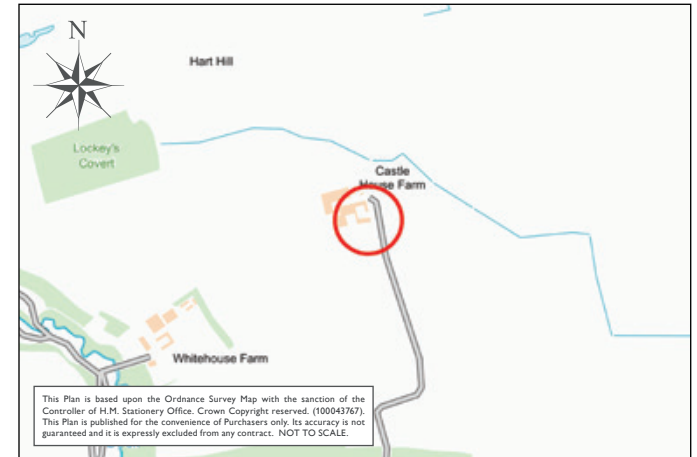 N
Hart Hill
Lockey's
Covert
Castle
House Farm
Whitehouse Farm
This Plan is based upon the Ordnance Survey Map with the sanction of the
Controller of H.M. Stationery Office. Crown Copyright reserved. (100043767).
This Plan is published for the convenience of Purchasers only. Its accuracy is not
guaranteed and it is expressly excluded from any contract. NOT TO SCALE.